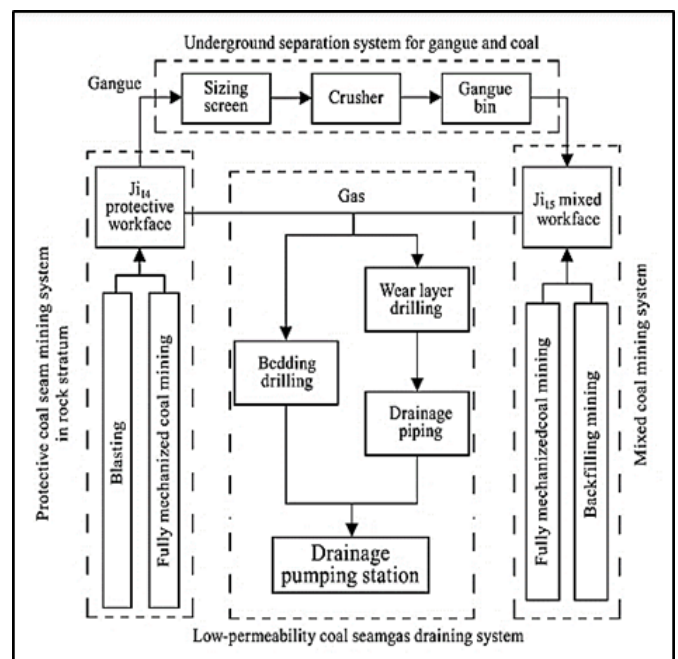 Underground separation system for gangue and coal
Gangue
Sizing
screen
Crusher
Gangue
bin
Ji₁₄
protective
workface
Gas
Ji₁₅ mixed
workface
Wear layer
drilling
Bedding
drilling
Drainage
piping
Drainage
pumping station
Protective coal seam mining system
in rock stratum
Blasting
Fully mechanized coal mining
Fully mechanizedcoal mining
Backfilling mining
Mixed coal mining system
Low-permeability coal seamgas draining system